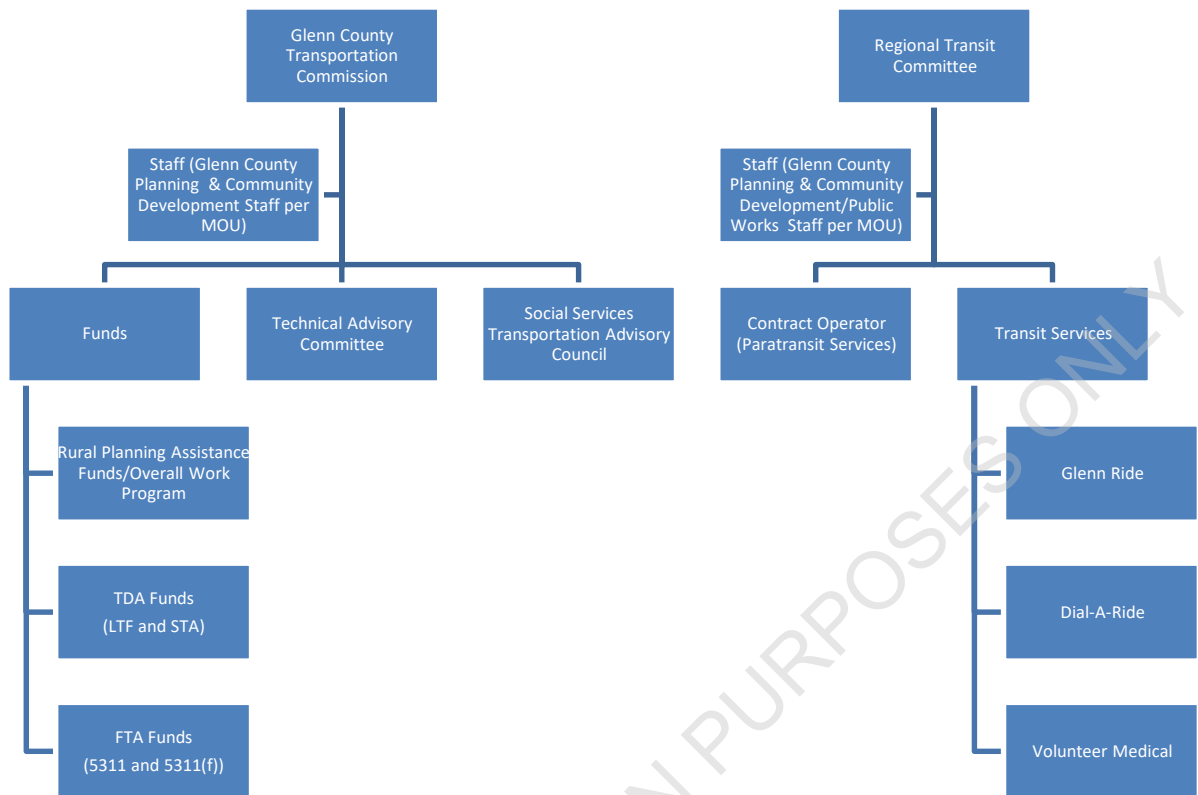 Glenn County
Transportation
Commission
Regional Transit
Committee
Staff (Glenn County
Planning & Community
Development Staff per
MOU)
Staff (Glenn County
Planning & Community
Development/Public
Works Staff per MOU)
Funds
Technical Advisory
Committee
Social Services
Transportation Advisory
Council
Contract Operator
(Paratransit Services)
Transit Services
Rural Planning Assistance
Funds/Overall Work
Program
TDA Funds
(LTF and STA)
FTA Funds
(5311 and 5311(f))
Glenn Ride
Dial-A-Ride
Volunteer Medical
PURPOSES ONLY